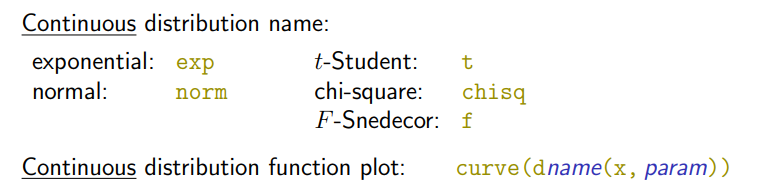 Continuous distribution name:
exponential: exp t-Student: t
normal: norm chi-square: chisq
F-Snedecor: f
Continuous distribution function plot: curve(dname(x, param))